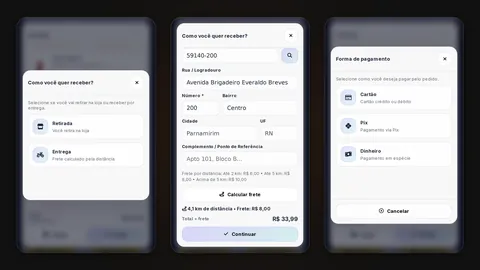 Como você quer receber?
Selecione se você vai retirar na loja ou receber por
entrega.
Retirada
Você retira na loja
Entrega
Frete calculado pela distância
Como você quer receber?
59140-200
Rua / Logradouro
Avenida Brigadeiro Everaldo Breves
Número * Bairro
200 Centro
Cidade UF
Parnamirim RN
Complemento / Ponto de Referência
Apto 101, Bloco B...
Calcular frete
4,1 km de distância • Frete: R$ 8,00
Total + frete R$ 33,99
Continuar
Forma de pagamento
Selecione como você deseja pagar pelo pedido.
Cartão
Cartão crédito ou débito
Pix
Pagamento via Pix
Dinheiro
Pagamento em espécie
Cancelar